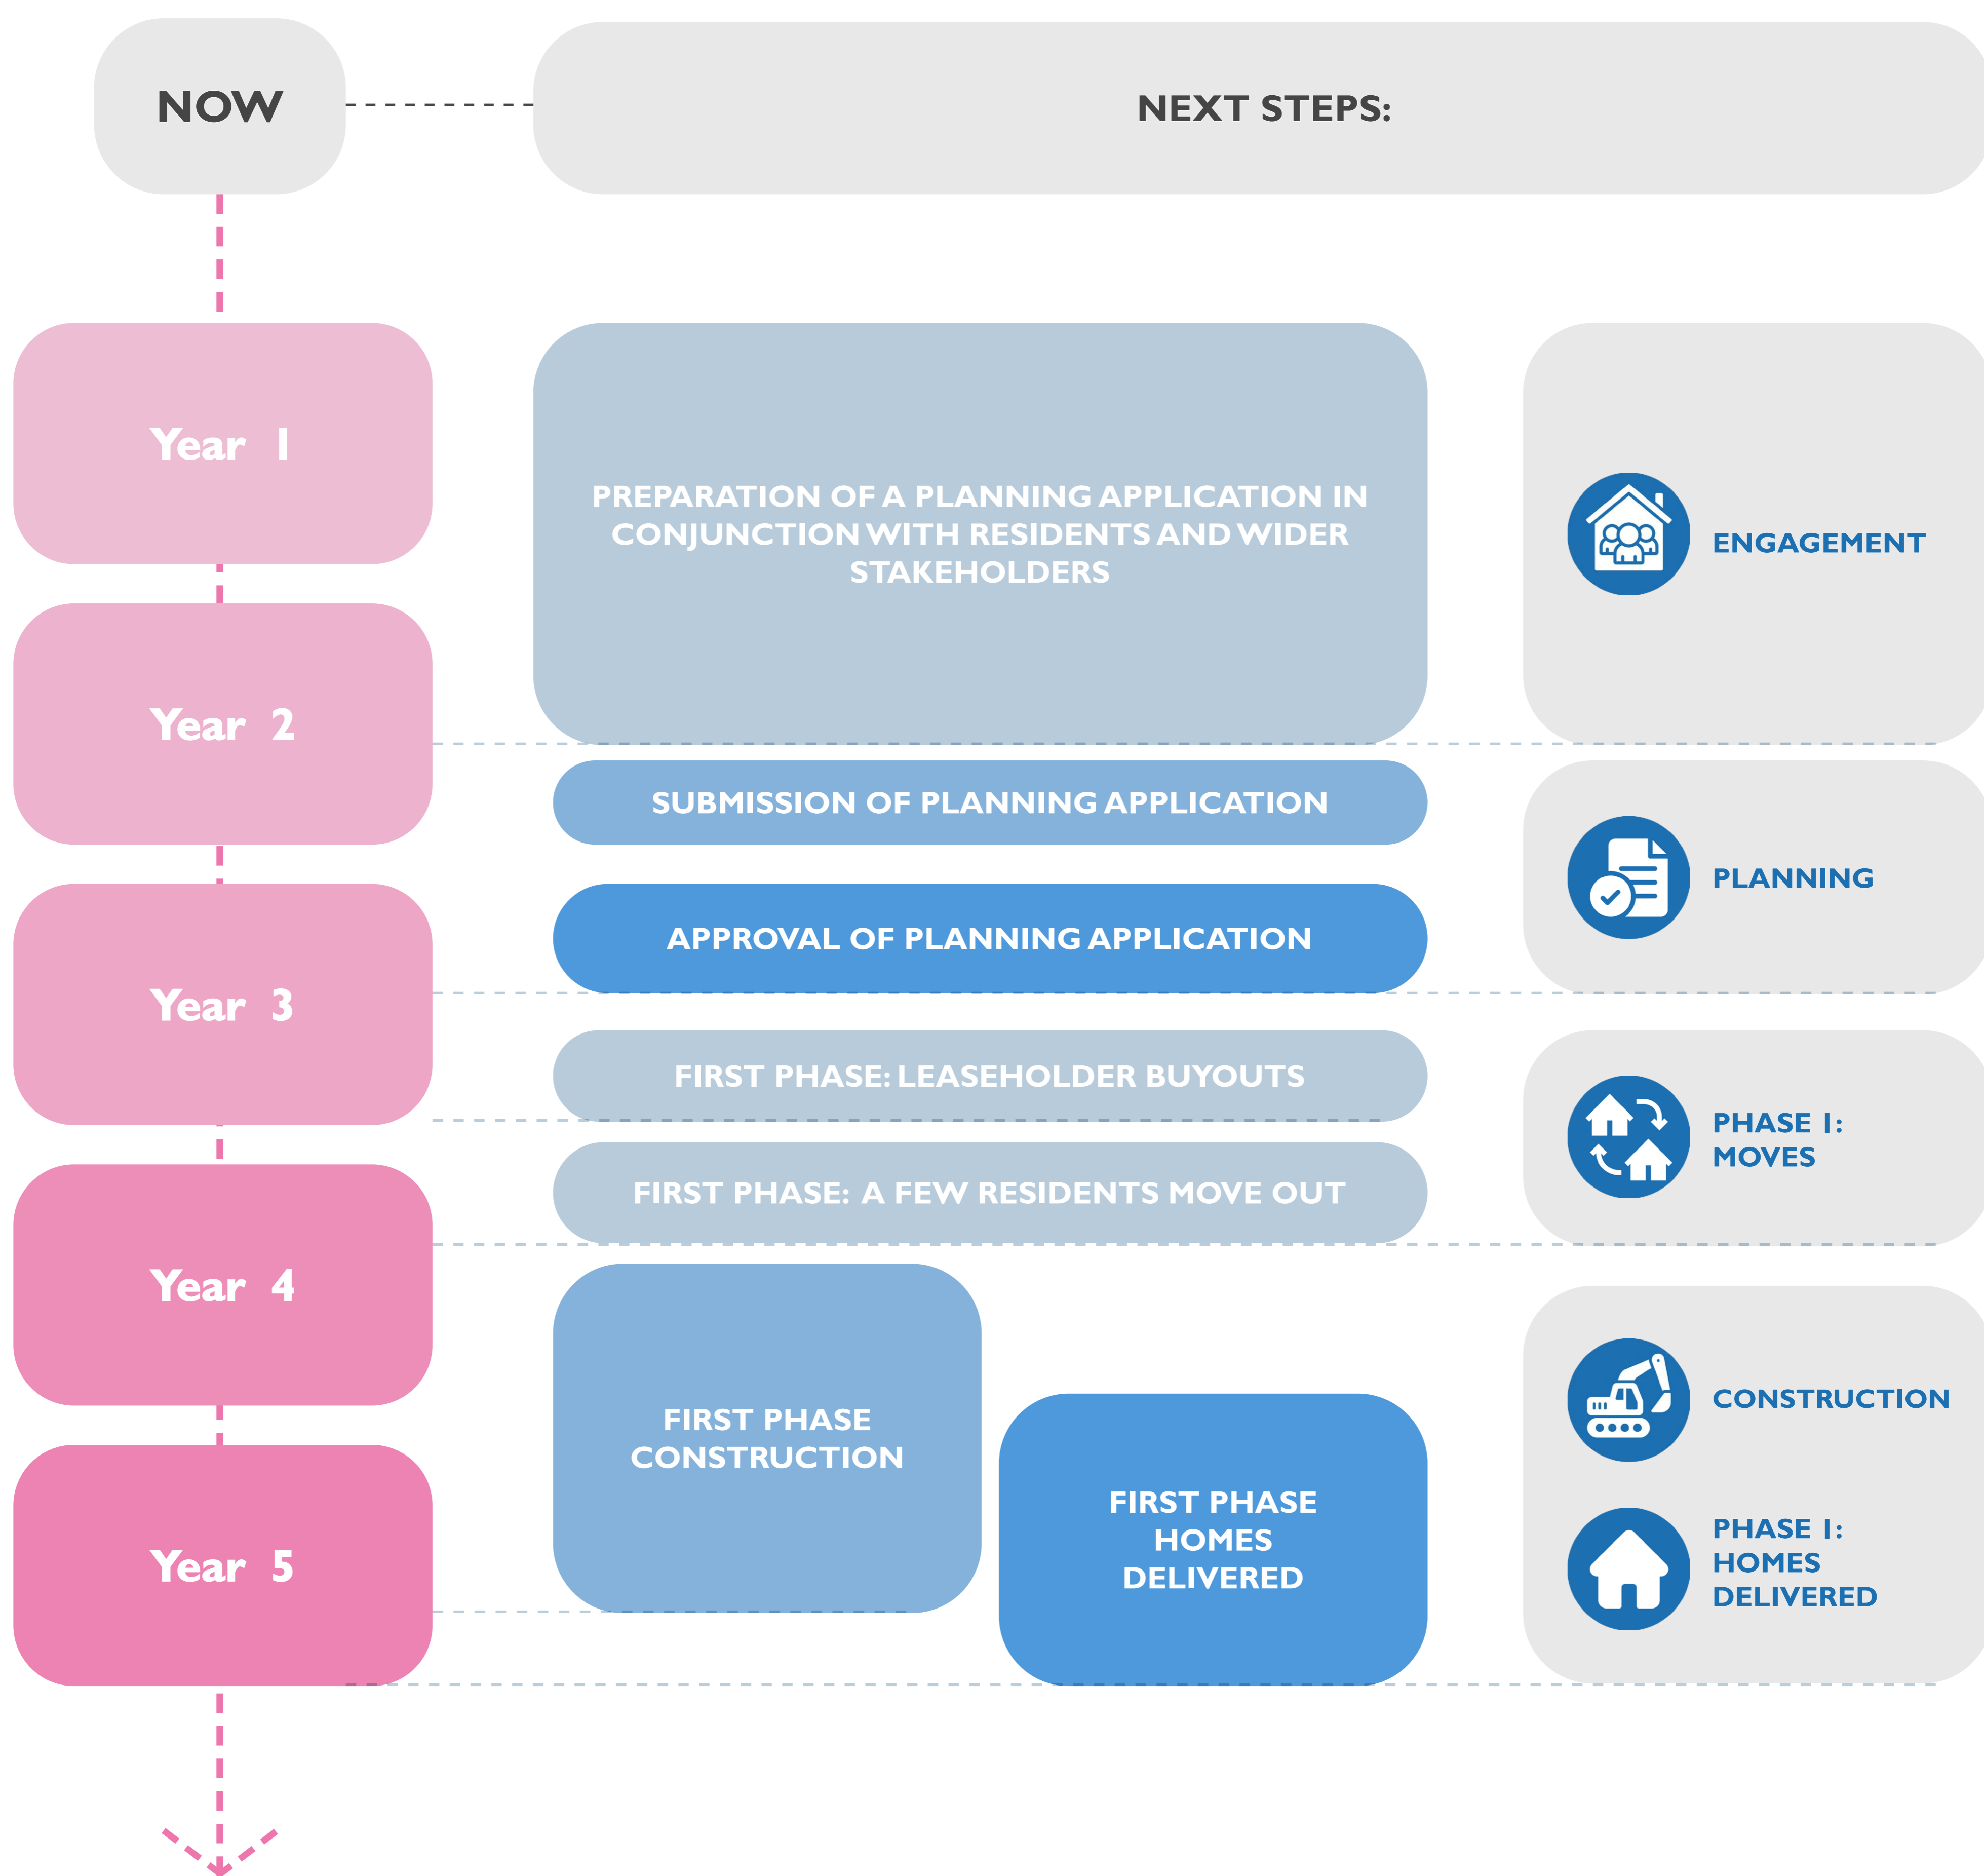 NOW
NEXT STEPS:
Year 1
PREPARATION OF A PLANNING APPLICATION IN
CONJUNCTION WITH RESIDENTS AND WIDER
STAKEHOLDERS
ENGAGEMENT
Year 2
SUBMISSION OF PLANNING APPLICATION
PLANNING
APPROVAL OF PLANNING APPLICATION
Year 3
FIRST PHASE: LEASEHOLDER BUYOUTS
PHASE 1:
MOVES
FIRST PHASE: A FEW RESIDENTS MOVE OUT
Year 4
FIRST PHASE
CONSTRUCTION
CONSTRUCTION
Year 5
FIRST PHASE
HOMES
DELIVERED
PHASE 1:
HOMES
DELIVERED